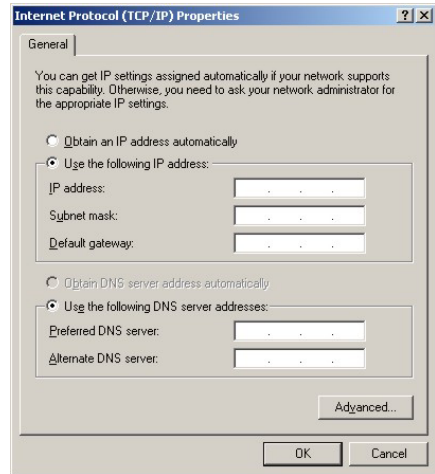 Internet Protocol (TCP/IP) Properties
General
You can get IP settings assigned automatically if your network supports
this capability. Otherwise, you need to ask your network administrator for
the appropriate IP settings.
Obtain an IP address automatically
Use the following IP address:
IP address:
Subnet mask:
Default gateway:
Obtain DNS server address automatically
Use the following DNS server addresses:
Preferred DNS server:
Alternate DNS server:
Advanced...
OK Cancel